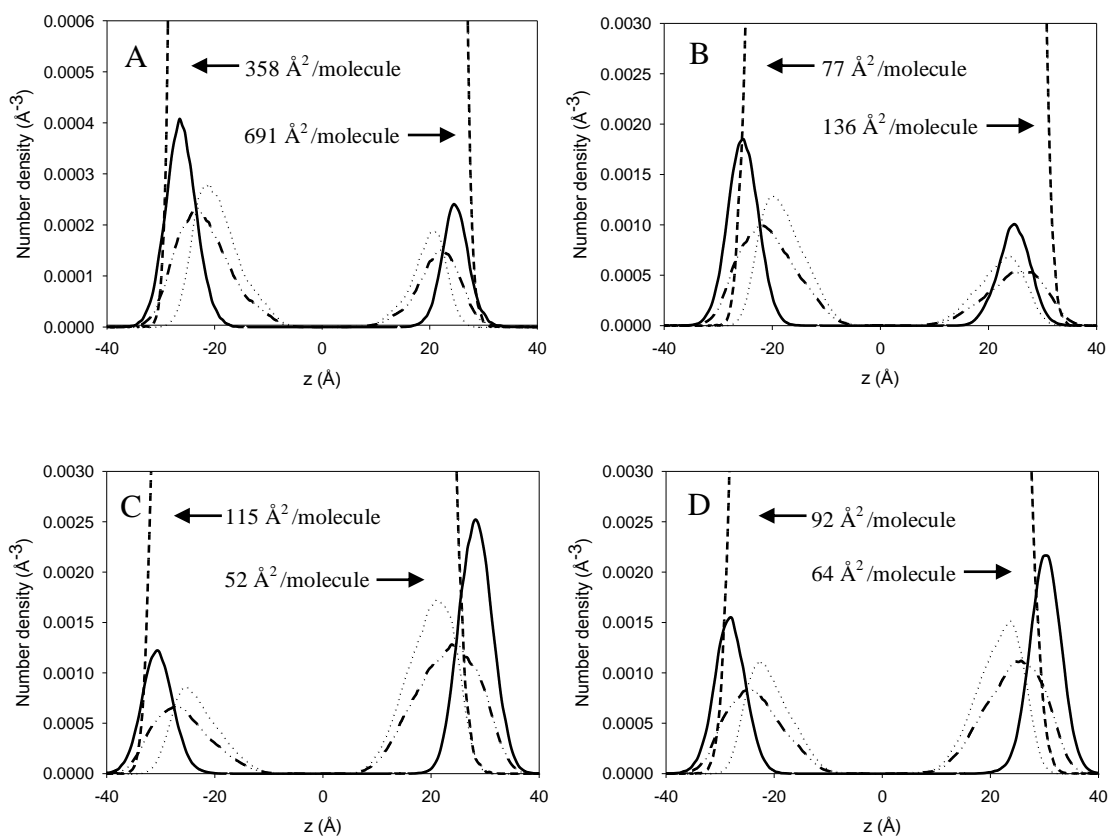 A
Number density (Å-3)
0.0006
0.0005
0.0004
0.0003
0.0002
0.0001
0.0000
358 Å2/molecule
691 Å2/molecule
-40 -20 0 20 40
z (Å)
B
Number density (Å-3)
0.0030
0.0025
0.0020
0.0015
0.0010
0.0005
0.0000
77 Å2/molecule
136 Å2/molecule
-40 -20 0 20 40
z (Å)
C
Number density (Å-3)
0.0030
0.0025
0.0020
0.0015
0.0010
0.0005
0.0000
115 Å2/molecule
52 Å2/molecule
-40 -20 0 20 40
z (Å)
D
Number density (Å-3)
0.0030
0.0025
0.0020
0.0015
0.0010
0.0005
0.0000
92 Å2/molecule
64 Å2/molecule
-40 -20 0 20 40
z (Å)